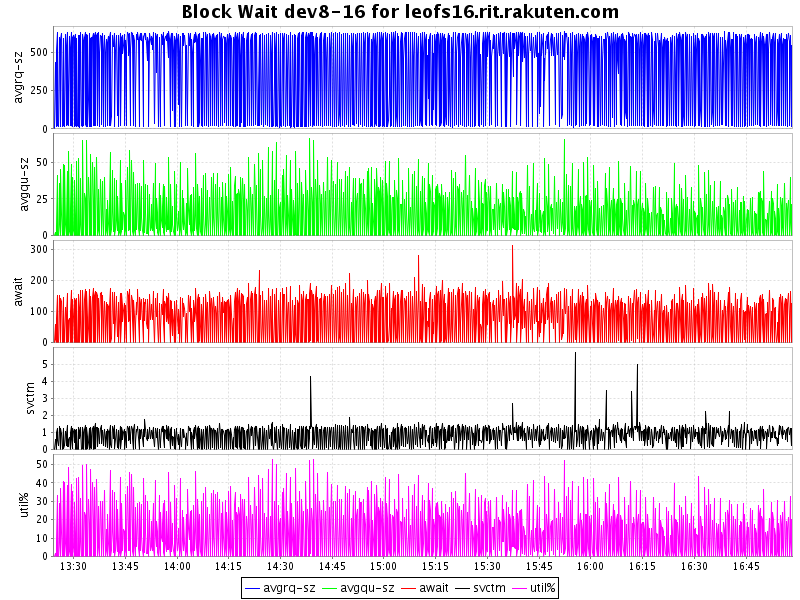 Block Wait dev8-16 for leofs16.rit.rakuten.com
avgrq-sz
500
250
0
avgqu-sz
50
25
0
await
300
200
100
0
svctm
5
4
3
2
1
0
util%
50
40
30
20
10
0
13:30 13:45 14:00 14:15 14:30 14:45 15:00 15:15 15:30 15:45 16:00 16:15 16:30 16:45
avgrq-sz avgqu-sz await svctm util%